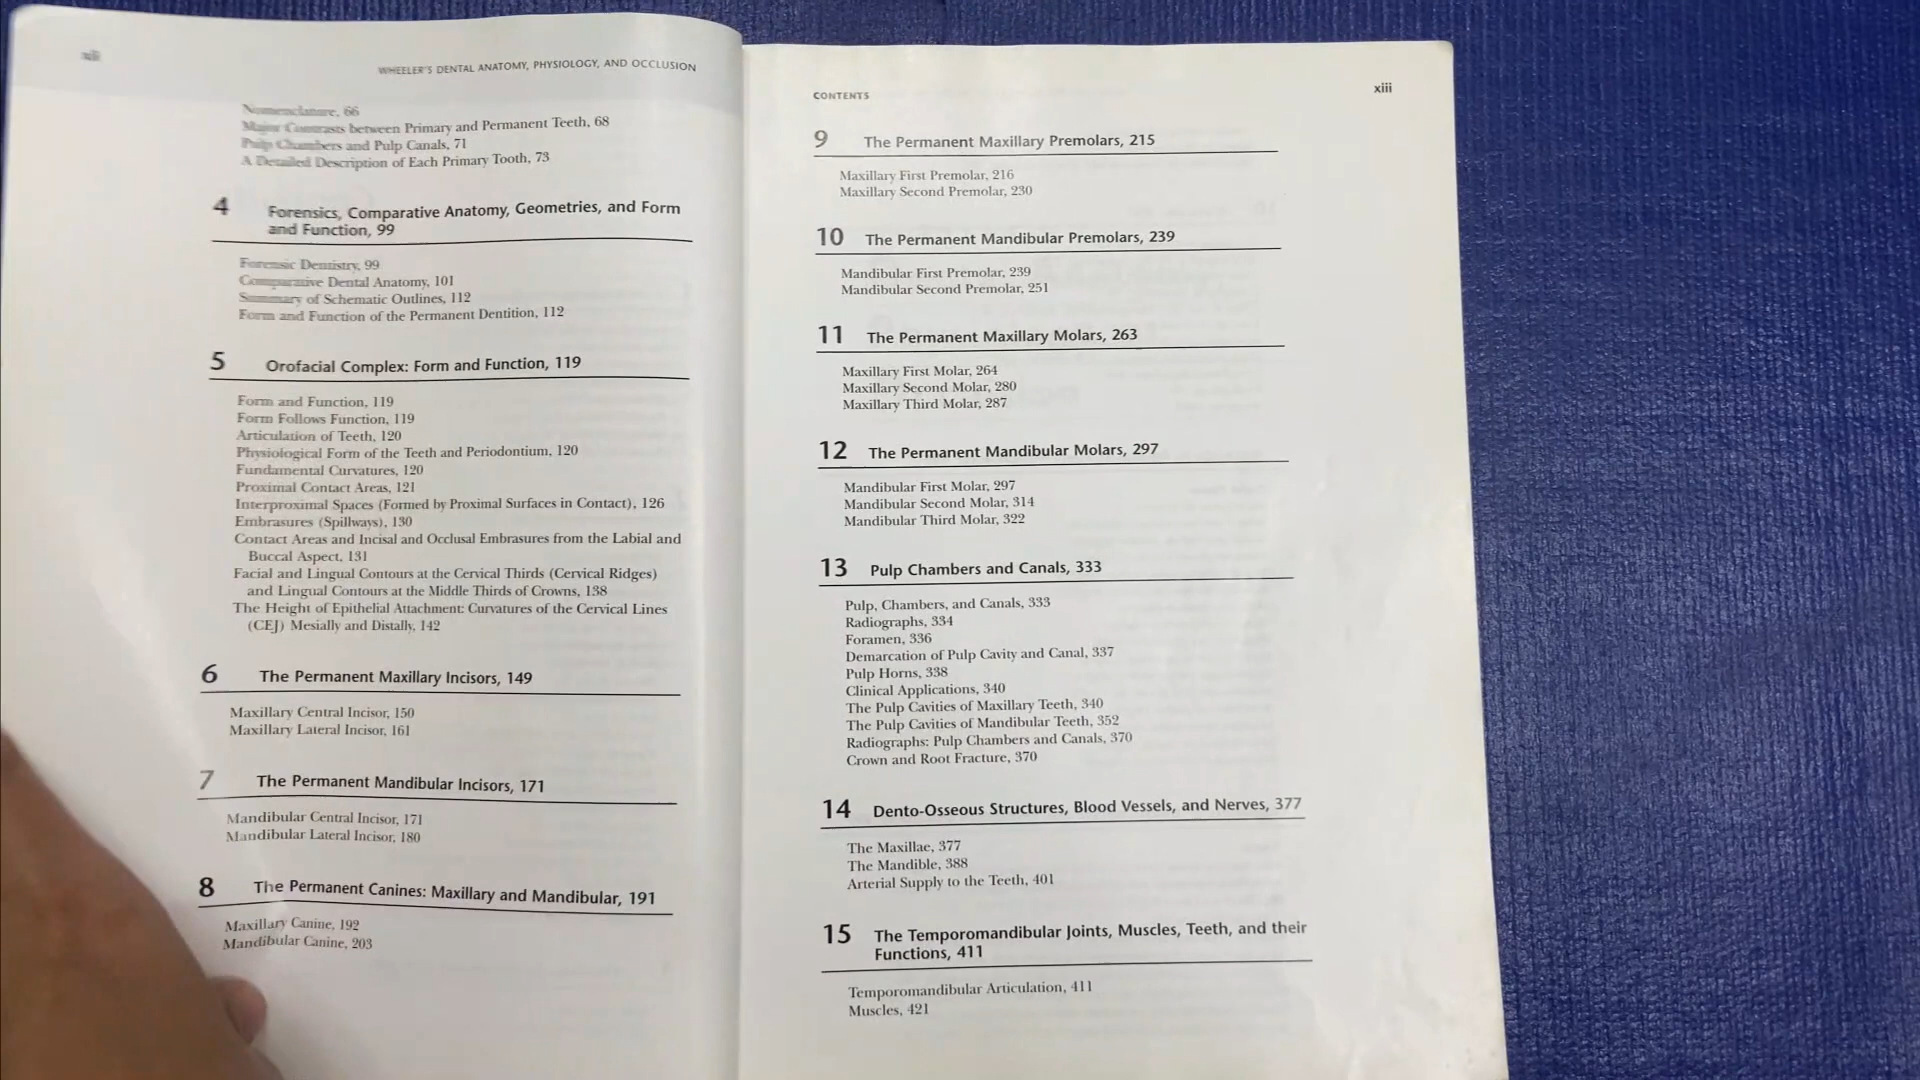 xii
WHEELER'S DENTAL ANATOMY, PHYSIOLOGY, AND OCCLUSION
Nomenclature, 66
Major Contrasts between Primary and Permanent Teeth, 68
Pulp Chambers and Pulp Canals, 71
A Detailed Description of Each Primary Tooth, 73
4 Forensics, Comparative Anatomy, Geometries, and Form
and Function, 99
Forensic Dentistry, 99
Comparative Dental Anatomy, 101
Summary of Schematic Outlines, 112
Form and Function of the Permanent Dentition, 112
5 Orofacial Complex: Form and Function, 119
Form and Function, 119
Form Follows Function, 119
Articulation of Teeth, 120
Physiological Form of the Teeth and Periodontium, 120
Fundamental Curvatures, 120
Proximal Contact Areas, 121
Interproximal Spaces (Formed by Proximal Surfaces in Contact), 126
Embrasures (Spillways), 130
Contact Areas and Incisal and Occlusal Embrasures from the Labial and
Buccal Aspect, 131
Facial and Lingual Contours at the Cervical Thirds (Cervical Ridges)
and Lingual Contours at the Middle Thirds of Crowns, 138
The Height of Epithelial Attachment: Curvatures of the Cervical Lines
(CEJ) Mesially and Distally, 142
6 The Permanent Maxillary Incisors, 149
Maxillary Central Incisor, 150
Maxillary Lateral Incisor, 161
7 The Permanent Mandibular Incisors, 171
Mandibular Central Incisor, 171
Mandibular Lateral Incisor, 180
8 The Permanent Canines: Maxillary and Mandibular, 191
Maxillary Canine, 192
Mandibular Canine, 203
CONTENTS
xiii
9 The Permanent Maxillary Premolars, 215
Maxillary First Premolar, 216
Maxillary Second Premolar, 230
10 The Permanent Mandibular Premolars, 239
Mandibular First Premolar, 239
Mandibular Second Premolar, 251
11 The Permanent Maxillary Molars, 263
Maxillary First Molar, 264
Maxillary Second Molar, 280
Maxillary Third Molar, 287
12 The Permanent Mandibular Molars, 297
Mandibular First Molar, 297
Mandibular Second Molar, 314
Mandibular Third Molar, 322
13 Pulp Chambers and Canals, 333
Pulp, Chambers, and Canals, 333
Radiographs, 334
Foramen, 336
Demarcation of Pulp Cavity and Canal, 337
Pulp Horns, 338
Clinical Applications, 340
The Pulp Cavities of Maxillary Teeth, 340
The Pulp Cavities of Mandibular Teeth, 352
Radiographs: Pulp Chambers and Canals, 370
Crown and Root Fracture, 370
14 Dento-Osseous Structures, Blood Vessels, and Nerves, 377
The Maxillae, 377
The Mandible, 388
Arterial Supply to the Teeth, 401
15 The Temporomandibular Joints, Muscles, Teeth, and their
Functions, 411
Temporomandibular Articulation, 411
Muscles, 421